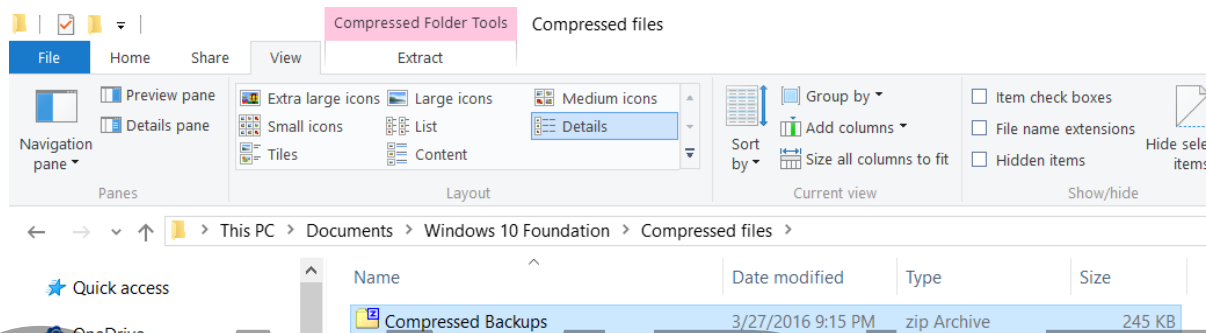 Compressed Folder Tools Compressed files
File Home Share View Extract
Preview pane
Details pane
Navigation pane
Extra large icons Large icons Medium icons
Small icons List Details
Tiles Content
Sort by
Group by
Add columns
Size all columns to fit
Item check boxes
File name extensions
Hidden items
Hide sele
items
Panes Layout Current view Show/hide
This PC > Documents > Windows 10 Foundation > Compressed files >
Name Date modified Type Size
Quick access
Compressed Backups 3/27/2016 9:15 PM zip Archive 245 KB
OneDrive